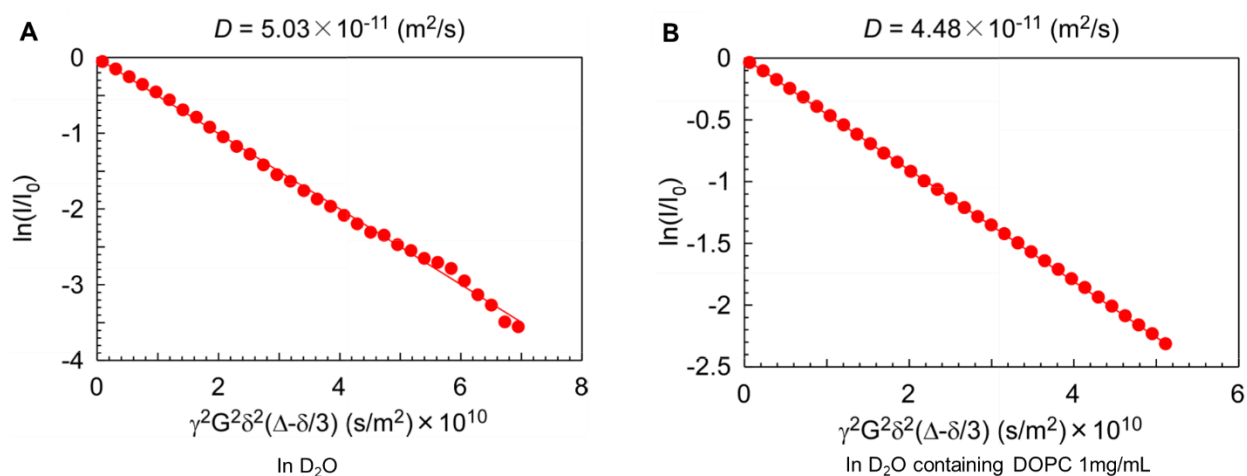 A
D = 5.03×10⁻¹¹ (m²/s)
0
-1
-2
-3
-4
ln(I/I₀)
0 2 4 6 8
γ²G²δ²(Δ-δ/3) (s/m²) × 10¹⁰
In D₂O
B
D = 4.48×10⁻¹¹ (m²/s)
0
-0.5
-1
-1.5
-2
-2.5
ln(I/I₀)
0 2 4 6
γ²G²δ²(Δ-δ/3) (s/m²) × 10¹⁰
In D₂O containing DOPC 1mg/mL